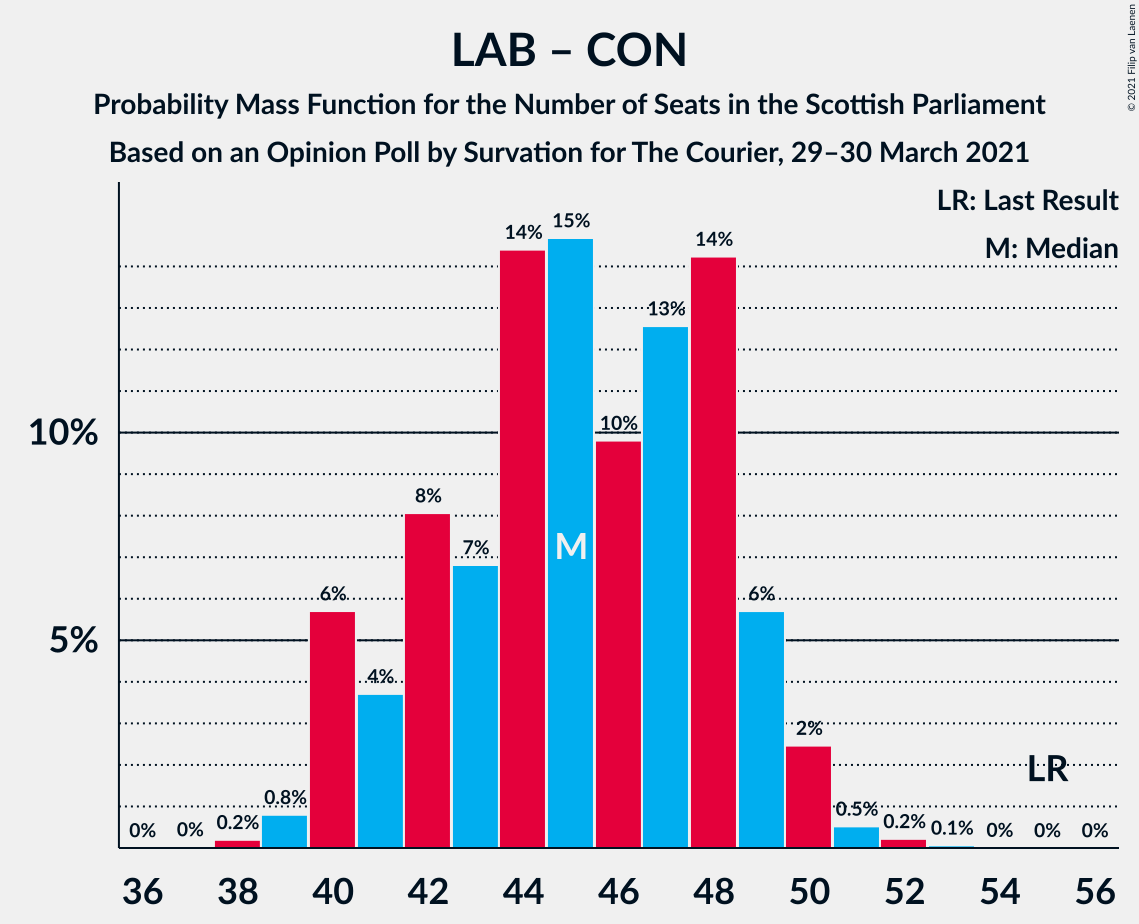 LAB – CON
Probability Mass Function for the Number of Seats in the Scottish Parliament
Based on an Opinion Poll by Survation for The Courier, 29–30 March 2021
© 2021 Filip van Laenen
LR: Last Result
M: Median
10%
5%
0%
0%
0.2%
0.8%
6%
4%
8%
7%
14%
15%
10%
13%
14%
6%
2%
0.5%
0.2%
0.1%
0%
0%
0%
M
LR
36 38 40 42 44 46 48 50 52 54 56